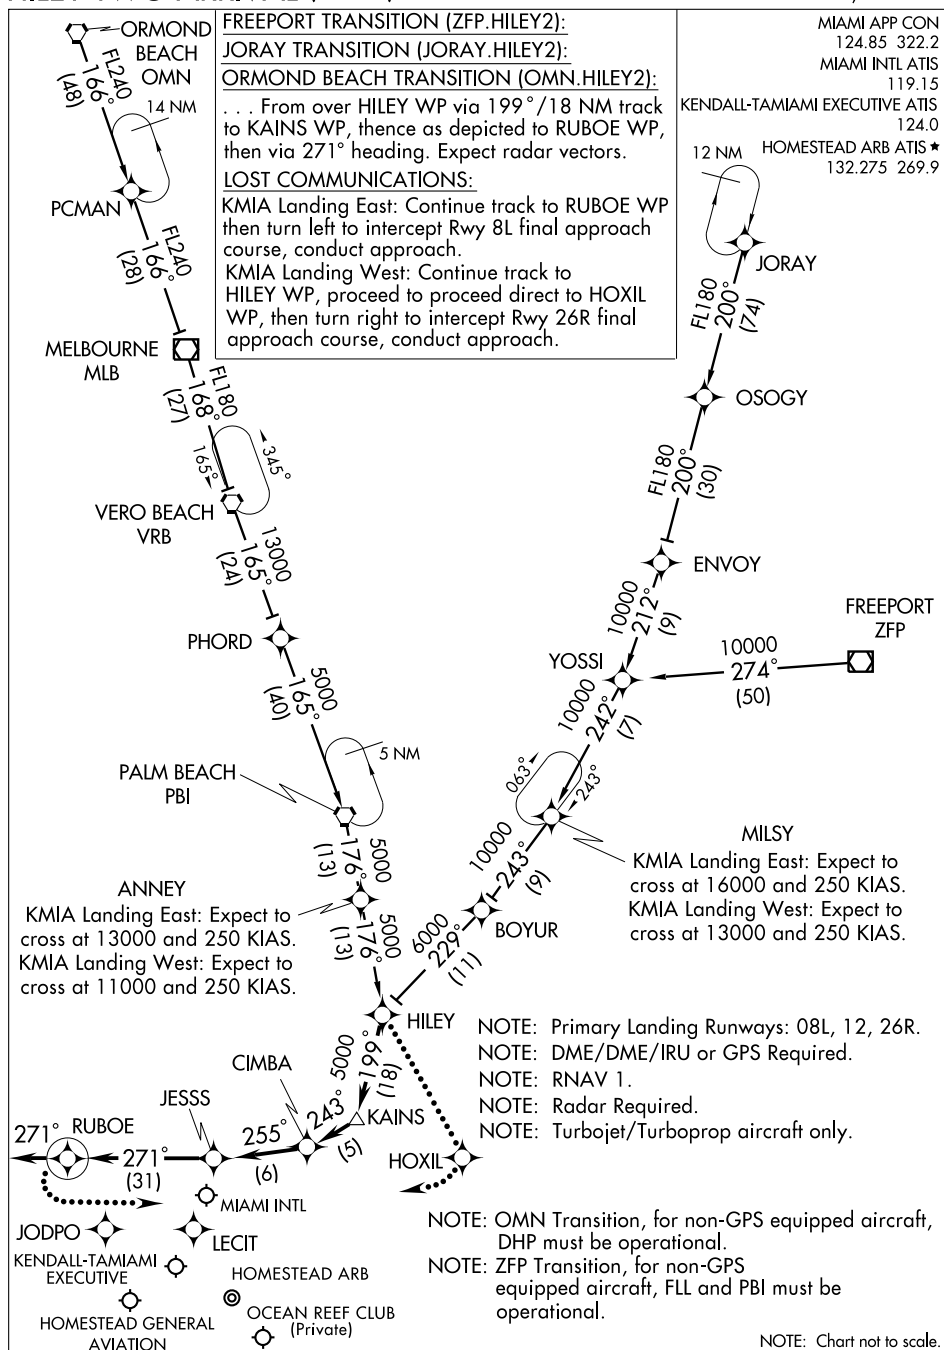 FREEPORT TRANSITION (ZFP.HILEY2):
JORAY TRANSITION (JORAY.HILEY2):
ORMOND BEACH TRANSITION (OMN.HILEY2):
. . . From over HILEY WP via 199°/18 NM track
to KAINS WP, thence as depicted to RUBOE WP,
then via 271° heading. Expect radar vectors.
LOST COMMUNICATIONS:
KMIA Landing East: Continue track to RUBOE WP
then turn left to intercept Rwy 8L final approach
course, conduct approach.
KMIA Landing West: Continue track to
HILEY WP, proceed to proceed direct to HOXIL
WP, then turn right to intercept Rwy 26R final
approach course, conduct approach.
MIAMI APP CON
124.85 322.2
MIAMI INTL ATIS
119.15
KENDALL-TAMIAMI EXECUTIVE ATIS
124.0
HOMESTEAD ARB ATIS ★
132.275 269.9
ORMOND
BEACH
OMN
FL240
166°
(48)
14 NM
PCMAN
FL240
166°
(28)
MELBOURNE
MLB
FL180
168°
(27)
165°
345°
VERO BEACH
VRB
13000
165°
(24)
PHORD
5000
165°
(40)
5 NM
PALM BEACH
PBI
5000
176°
(13)
ANNEY
KMIA Landing East: Expect to
cross at 13000 and 250 KIAS.
KMIA Landing West: Expect to
cross at 11000 and 250 KIAS.
5000
176°
(13)
12 NM
JORAY
FL180
200°
(74)
OSOGY
FL180
200°
(30)
ENVOY
10000
212°
(9)
FREEPORT
ZFP
10000
274°
(50)
YOSSI
10000
242°
(7)
063°
243°
MILSY
KMIA Landing East: Expect to
cross at 16000 and 250 KIAS.
KMIA Landing West: Expect to
cross at 13000 and 250 KIAS.
10000
243°
(9)
BOYUR
6000
229°
(11)
HILEY
5000
199°
(18)
KAINS
243°
(5)
CIMBA
255°
(6)
JESSS
271°
(31)
RUBOE
271°
HOXIL
MIAMI INTL
JODPO
LECIT
KENDALL-TAMIAMI
EXECUTIVE
HOMESTEAD ARB
HOMESTEAD GENERAL
AVIATION
OCEAN REEF CLUB
(Private)
NOTE: Primary Landing Runways: 08L, 12, 26R.
NOTE: DME/DME/IRU or GPS Required.
NOTE: RNAV 1.
NOTE: Radar Required.
NOTE: Turbojet/Turboprop aircraft only.
NOTE: OMN Transition, for non-GPS equipped aircraft,
DHP must be operational.
NOTE: ZFP Transition, for non-GPS
equipped aircraft, FLL and PBI must be
operational.
NOTE: Chart not to scale.